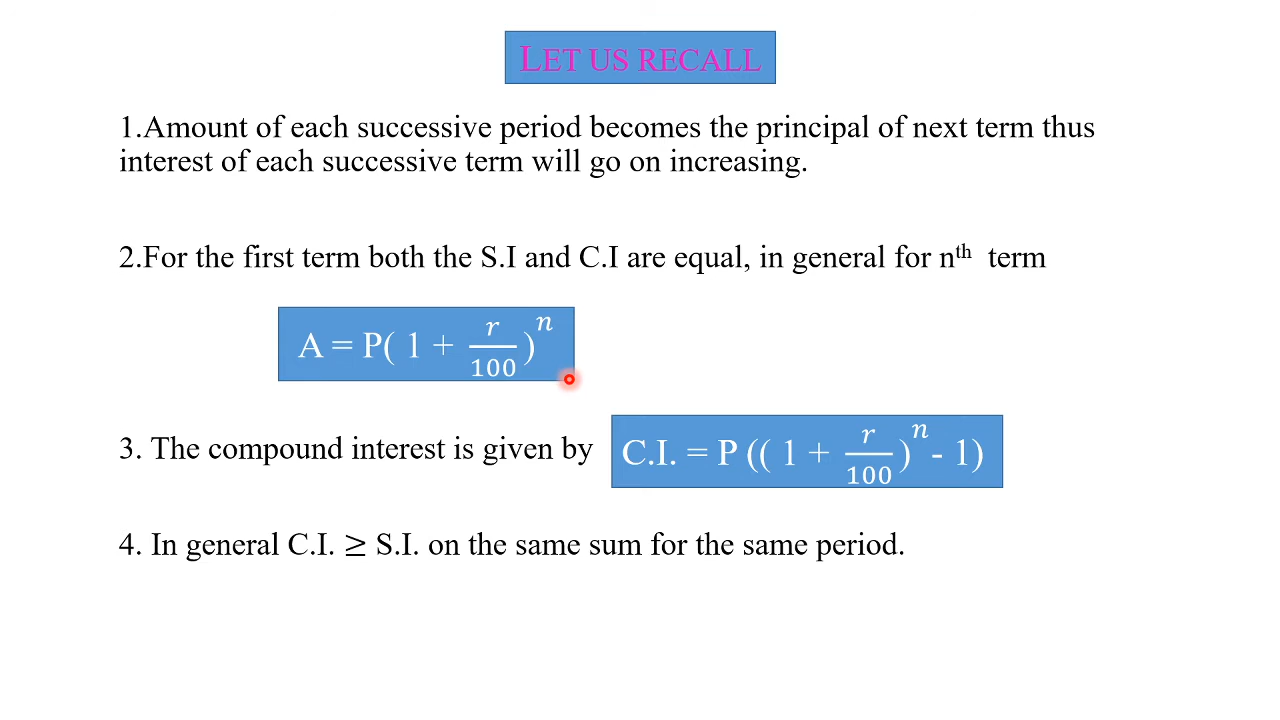 LET US RECALL
1.Amount of each successive period becomes the principal of next term thus
interest of each successive term will go on increasing.
2.For the first term both the S.I and C.I are equal, in general for nᵗʰ term
A = P( 1 + r/100 )ⁿ
3. The compound interest is given by C.I. = P (( 1 + r/100 )ⁿ - 1)
4. In general C.I. ≥ S.I. on the same sum for the same period.